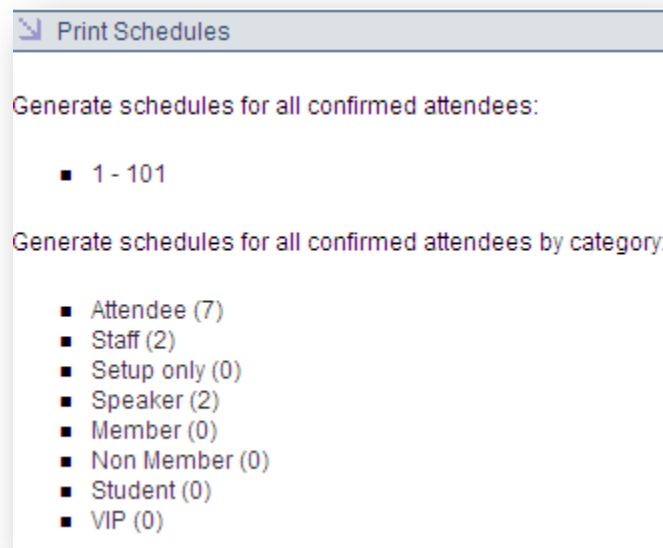 Print Schedules
Generate schedules for all confirmed attendees:
1 - 101
Generate schedules for all confirmed attendees by category:
Attendee (7)
Staff (2)
Setup only (0)
Speaker (2)
Member (0)
Non Member (0)
Student (0)
VIP (0)